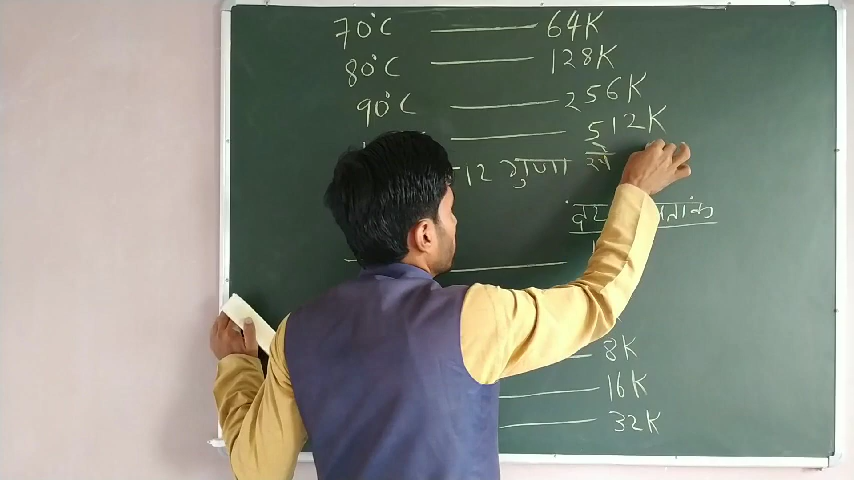 70°C —— 64K
80°C —— 128K
90°C —— 256K
—— 512K
12 गुणा
——
— 8K
— 16K
— 32K